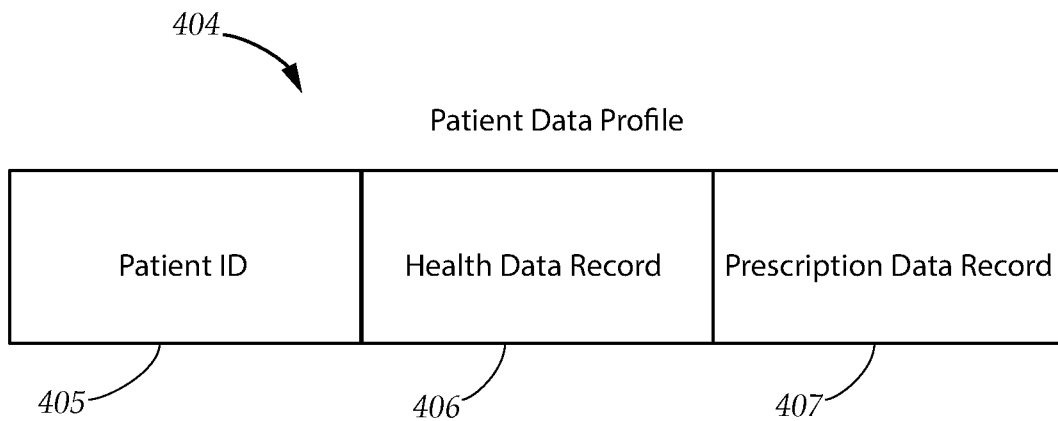 404
Patient Data Profile
Patient ID
Health Data Record
Prescription Data Record
405
406
407